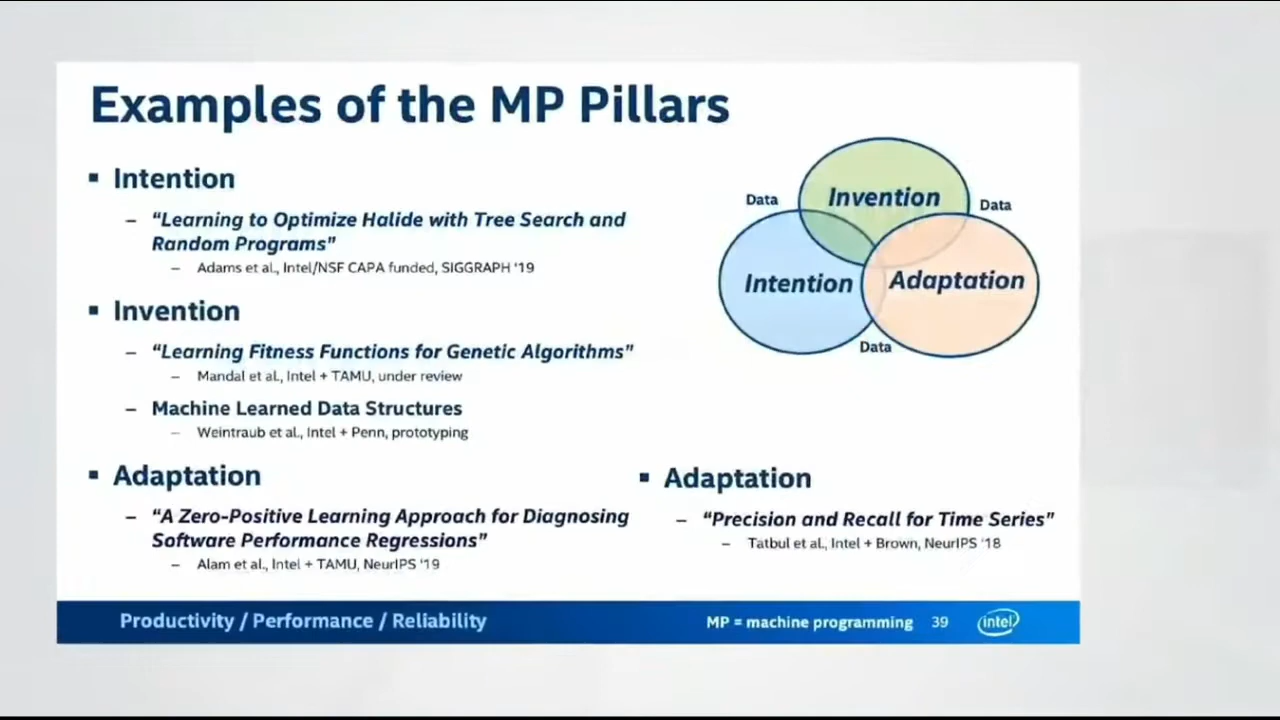 Examples of the MP Pillars
▪ Intention
– “Learning to Optimize Halide with Tree Search and
Random Programs”
– Adams et al., Intel/NSF CAPA funded, SIGGRAPH '19
▪ Invention
– “Learning Fitness Functions for Genetic Algorithms”
– Mandal et al., Intel + TAMU, under review
– Machine Learned Data Structures
– Weintraub et al., Intel + Penn, prototyping
▪ Adaptation
– “A Zero-Positive Learning Approach for Diagnosing
Software Performance Regressions”
– Alam et al., Intel + TAMU, NeurIPS '19
Data
Invention
Data
Intention
Adaptation
Data
▪ Adaptation
– “Precision and Recall for Time Series”
– Tatbul et al., Intel + Brown, NeurIPS '18
Productivity / Performance / Reliability
MP = machine programming 39 intel